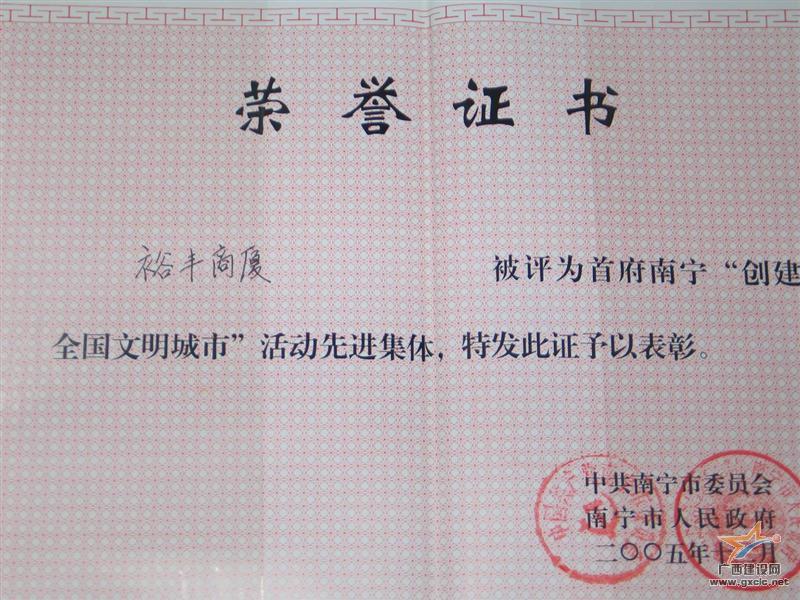 荣誉证书
裕丰商厦 被评为首府南宁“创建
全国文明城市”活动先进集体，特发此证予以表彰。
中共南宁市委员会
南宁市人民政府
二〇〇五年十二月
广西建设网
www.gxcic.net